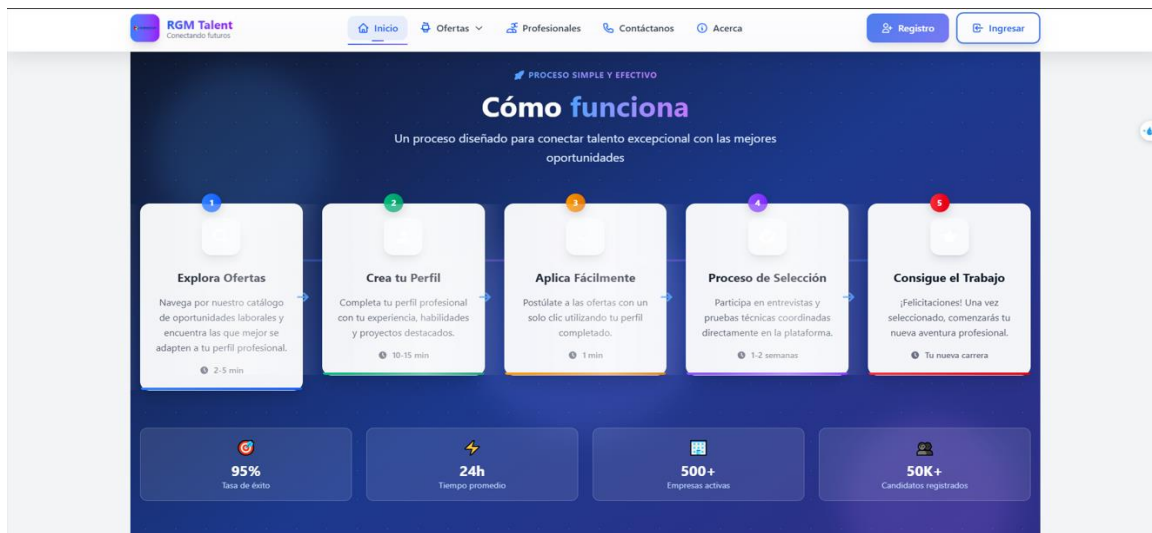 RGM Talent
Conectando futuros
Inicio
Ofertas
Profesionales
Contáctanos
Acerca
Registro
Ingresar
PROCESO SIMPLE Y EFECTIVO
Cómo funciona
Un proceso diseñado para conectar talento excepcional con las mejores
oportunidades
1
Explora Ofertas
Navega por nuestro catálogo
de oportunidades laborales y
encuentra las que mejor se
adapten a tu perfil profesional.
2-5 min
2
Crea tu Perfil
Completa tu perfil profesional
con tu experiencia, habilidades
y proyectos destacados.
10-15 min
3
Aplica Fácilmente
Postúlate a las ofertas con un
solo clic utilizando tu perfil
completado.
1 min
4
Proceso de Selección
Participa en entrevistas y
pruebas técnicas coordinadas
directamente en la plataforma.
1-2 semanas
5
Consigue el Trabajo
¡Felicitaciones! Una vez
seleccionado, comenzarás tu
nueva aventura profesional.
Tu nueva carrera
95%
Tasa de éxito
24h
Tiempo promedio
500+
Empresas activas
50K+
Candidatos registrados